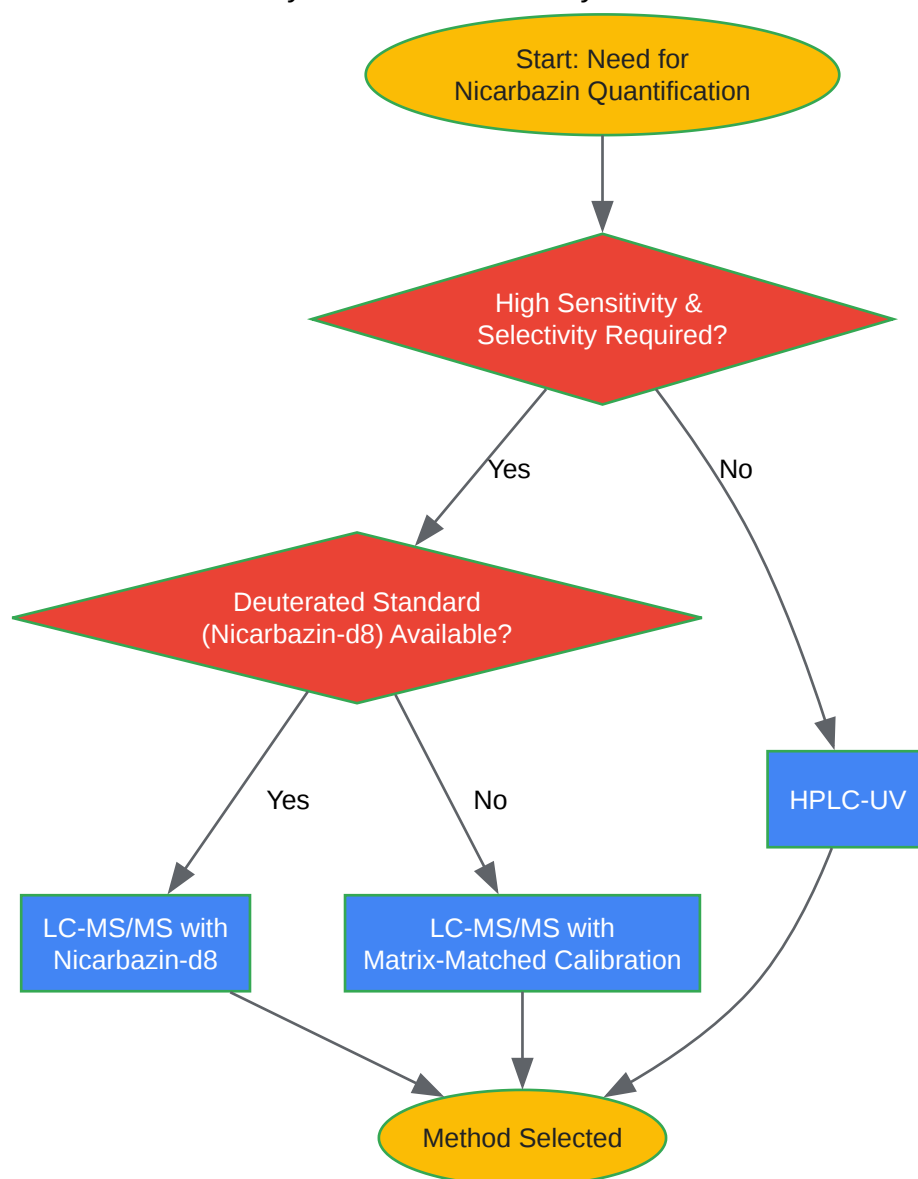 Start: Need for
Nicarbazin Quantification
High Sensitivity &
Selectivity Required?
Yes
No
Deuterated Standard
(Nicarbazin-d8) Available?
Yes
No
HPLC-UV
LC-MS/MS with
Nicarbazin-d8
LC-MS/MS with
Matrix-Matched Calibration
Method Selected